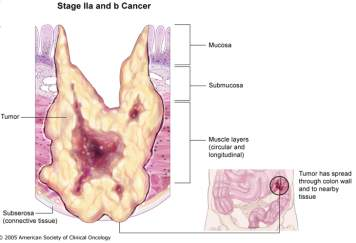 Stage IIa and b Cancer
Mucosa
Submucosa
Tumor
Muscle layers
(circular and
longitudinal)
Tumor has spread
through colon wall
and to nearby
tissue
Subserosa
(connective tissue)
© 2005 American Society of Clinical Oncology